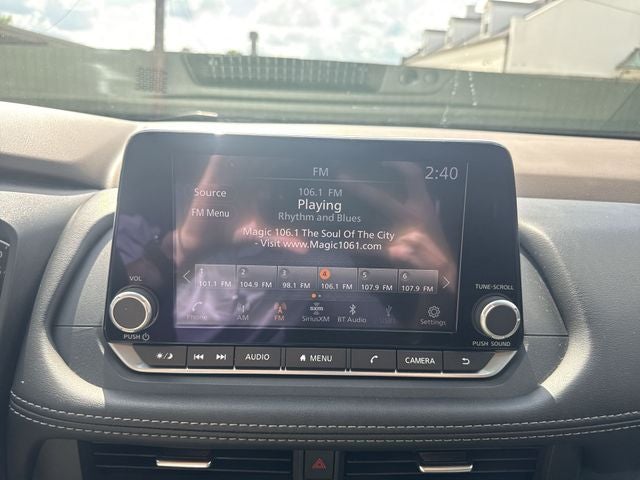 FM 2:40
Source
106.1 FM
Playing
FM Menu
Rhythm and Blues
Magic 106.1 The Soul Of The City
- Visit www.Magic1061.com
1 2 3 4 5 6
101.1 FM 104.9 FM 98.1 FM 106.1 FM 107.9 FM 107.9 FM
Phone AM FM SiriusXM BT Audio Settings
VOL
PUSH
TUNE•SCROLL
PUSH SOUND
AUDIO MENU CAMERA